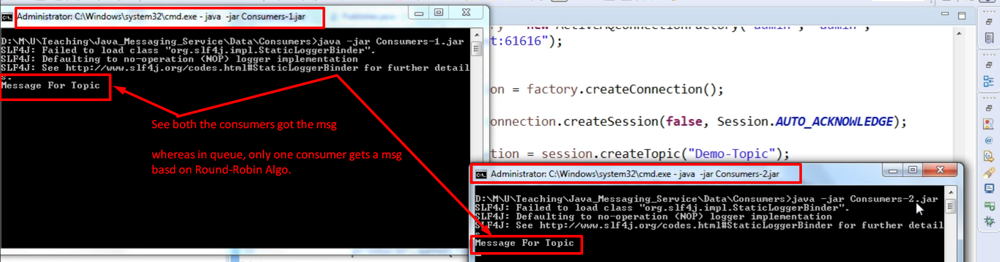 Administrator: C:\Windows\system32\cmd.exe - java  -jar Consumers-1.jar
D:\M\U\Teaching\Java_Messaging_Service\Data\Consumers>java -jar Consumers-1.jar
SLF4J: Failed to load class "org.slf4j.impl.StaticLoggerBinder".
SLF4J: Defaulting to no-operation (NOP) logger implementation
SLF4J: See http://www.slf4j.org/codes.html#StaticLoggerBinder for further detail
s.
Message For Topic
See both the consumers got the msg
whereas in queue, only one consumer gets a msg
basd on Round-Robin Algo.
ry = new ActiveMQConnectionFactory("admin", "admin",
t:61616");
on = factory.createConnection();
onnection.createSession(false, Session.AUTO_ACKNOWLEDGE);
tion = session.createTopic("Demo-Topic");
Administrator: C:\Windows\system32\cmd.exe - java  -jar Consumers-2.jar
D:\M\U\Teaching\Java_Messaging_Service\Data\Consumers>java -jar Consumers-2.jar
SLF4J: Failed to load class "org.slf4j.impl.StaticLoggerBinder".
SLF4J: Defaulting to no-operation (NOP) logger implementation
SLF4J: See http://www.slf4j.org/codes.html#StaticLoggerBinder for further detail
s.
Message For Topic